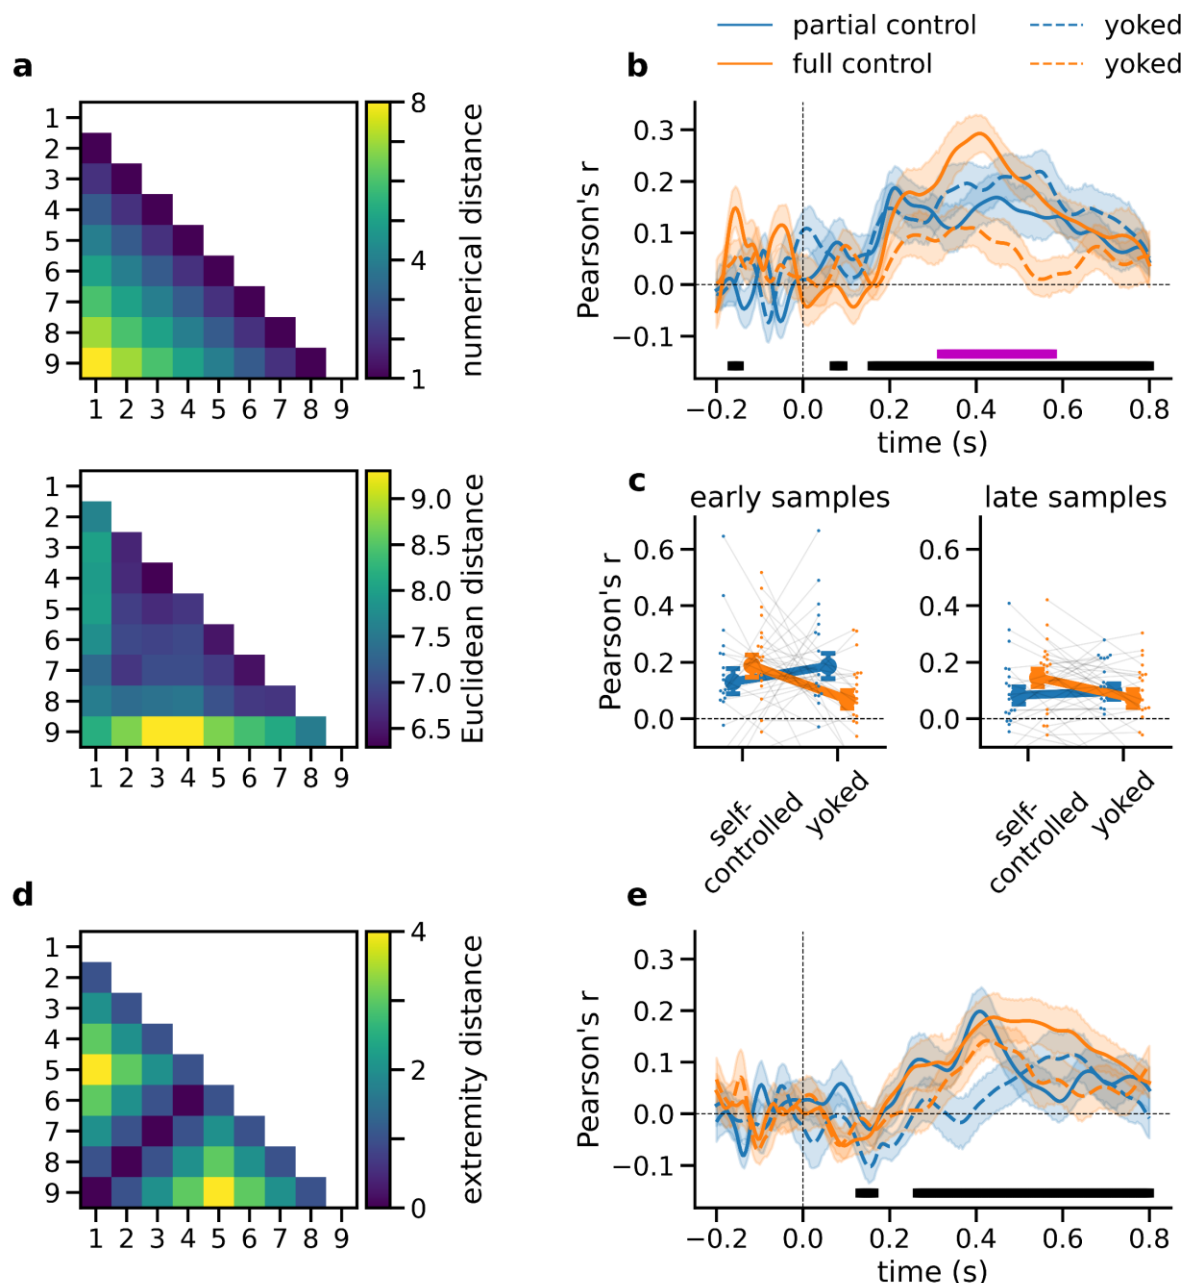 partial control
yoked
full control
yoked
a
b
1
2
3
4
5
6
7
8
9
1 2 3 4 5 6 7 8 9
8
4
1
numerical distance
0.3
0.2
0.1
0.0
−0.1
Pearson's r
−0.2 0.0 0.2 0.4 0.6 0.8
time (s)
1
2
3
4
5
6
7
8
9
1 2 3 4 5 6 7 8 9
9.0
8.5
8.0
7.5
7.0
6.5
Euclidean distance
c
early samples
late samples
0.6
0.4
0.2
0.0
Pearson's r
self-
controlled
yoked
0.6
0.4
0.2
0.0
self-
controlled
yoked
d
1
2
3
4
5
6
7
8
9
1 2 3 4 5 6 7 8 9
4
2
0
extremity distance
e
0.3
0.2
0.1
0.0
−0.1
Pearson's r
−0.2 0.0 0.2 0.4 0.6 0.8
time (s)